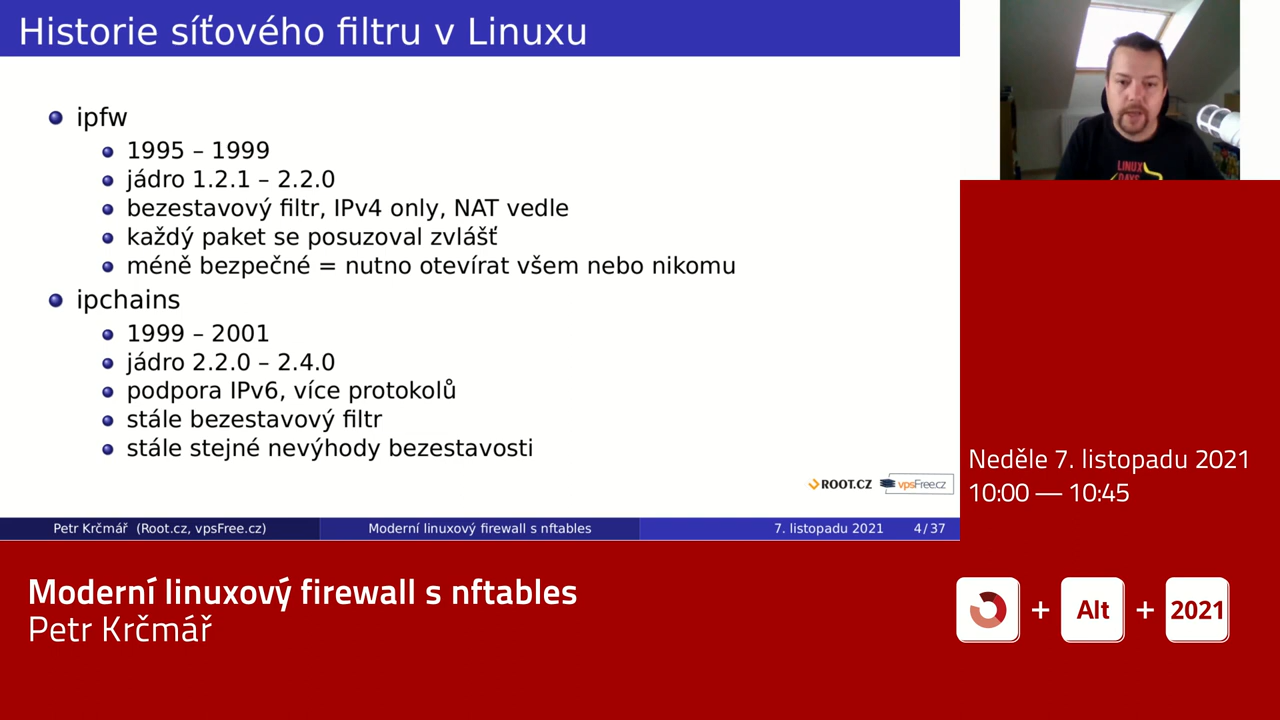 Historie síťového filtru v Linuxu
ipfw
1995 – 1999
jádro 1.2.1 – 2.2.0
bezestavový filtr, IPv4 only, NAT vedle
každý paket se posuzoval zvlášť
méně bezpečné = nutno otevírat všem nebo nikomu
ipchains
1999 – 2001
jádro 2.2.0 – 2.4.0
podpora IPv6, více protokolů
stále bezestavový filtr
stále stejné nevýhody bezestavosti
ROOT.CZ vpsFree.cz
Petr Krčmář (Root.cz, vpsFree.cz) Moderní linuxový firewall s nftables 7. listopadu 2021 4/37
LINUX
DAYS
Neděle 7. listopadu 2021
10:00 — 10:45
Moderní linuxový firewall s nftables
Petr Krčmář
+ Alt + 2021